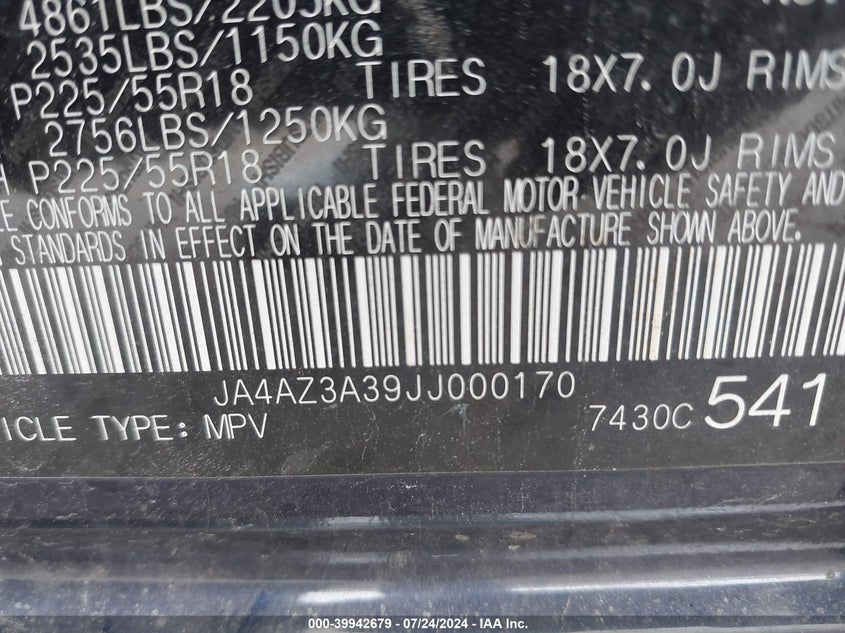 4861LBS/2205KG
2535LBS/1150KG
P225/55R18 TIRES 18X7.0J RIMS
2756LBS/1250KG
P225/55R18 TIRES 18X7.0J RIMS
CONFORMS TO ALL APPLICABLE FEDERAL MOTOR-VEHICLE SAFETY AND
STANDARDS IN EFFECT ON THE DATE OF MANUFACTURE SHOWN ABOVE.
JA4AZ3A39JJ000170
ICLE TYPE: MPV 7430C 541
000-39942679 - 07/24/2024 - IAA Inc.